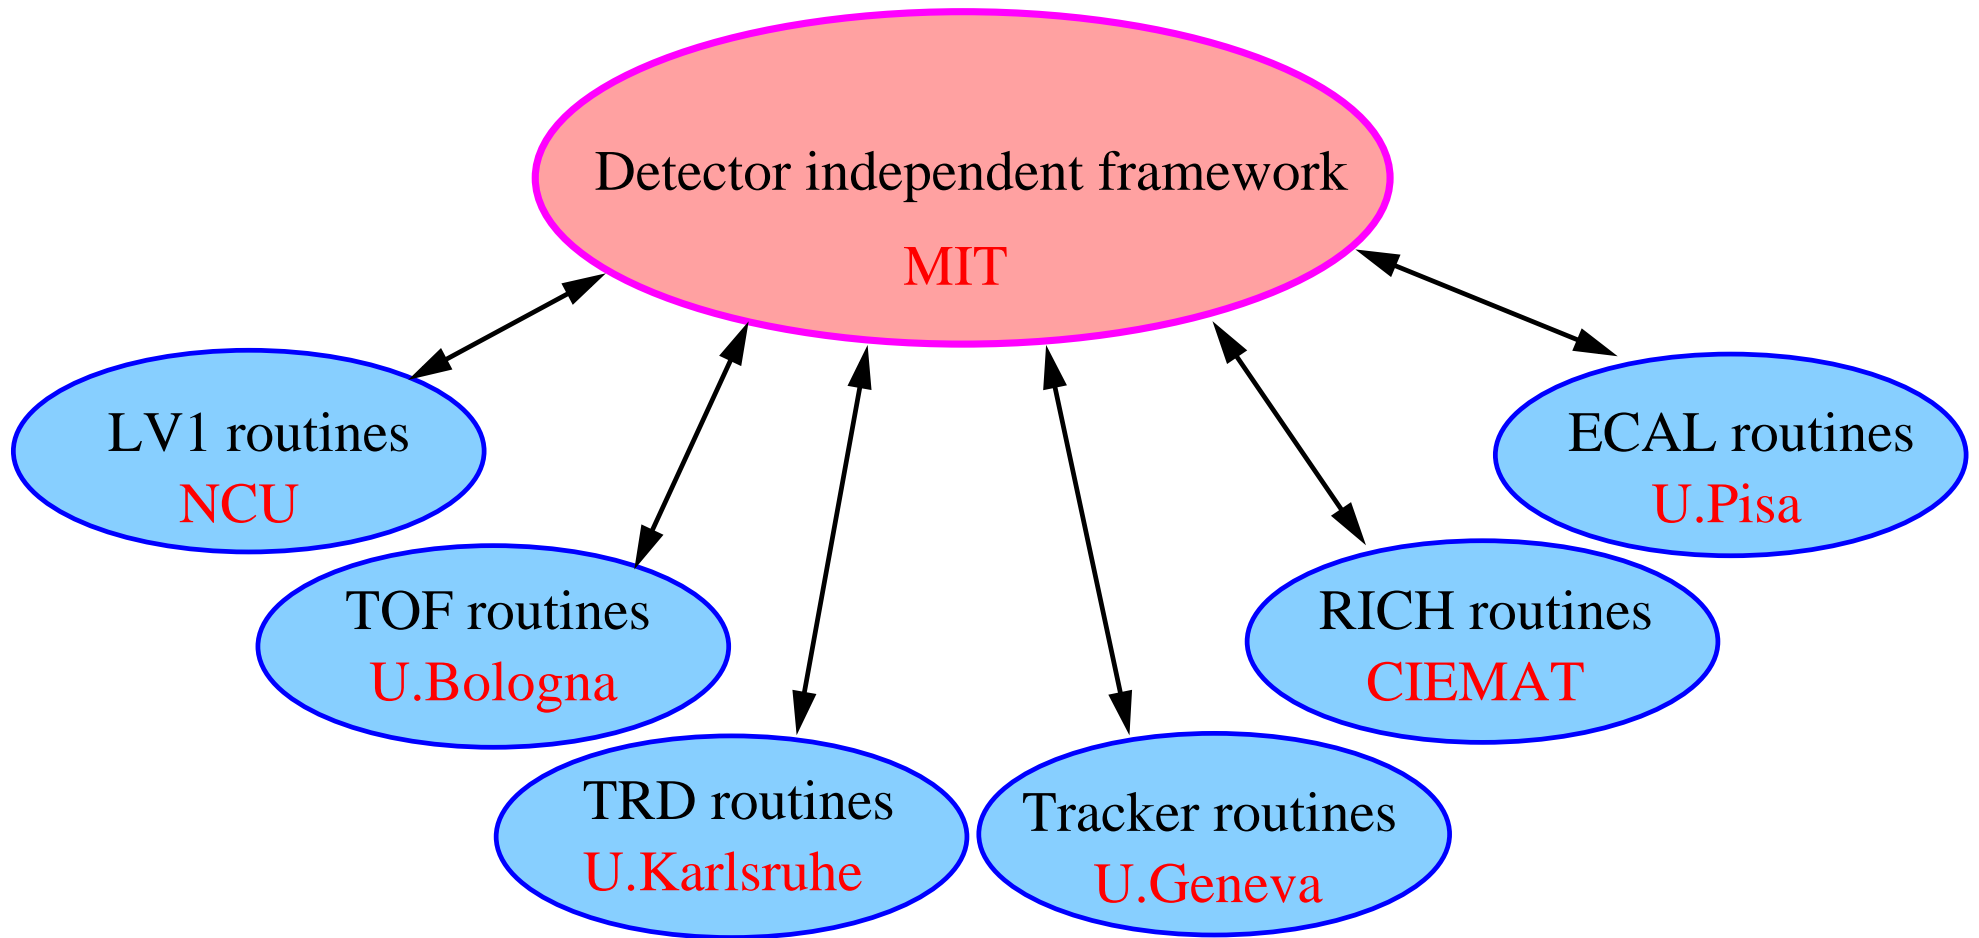 Detector independent framework
MIT
LV1 routines
NCU
TOF routines
U.Bologna
TRD routines
U.Karlsruhe
Tracker routines
U.Geneva
RICH routines
CIEMAT
ECAL routines
U.Pisa